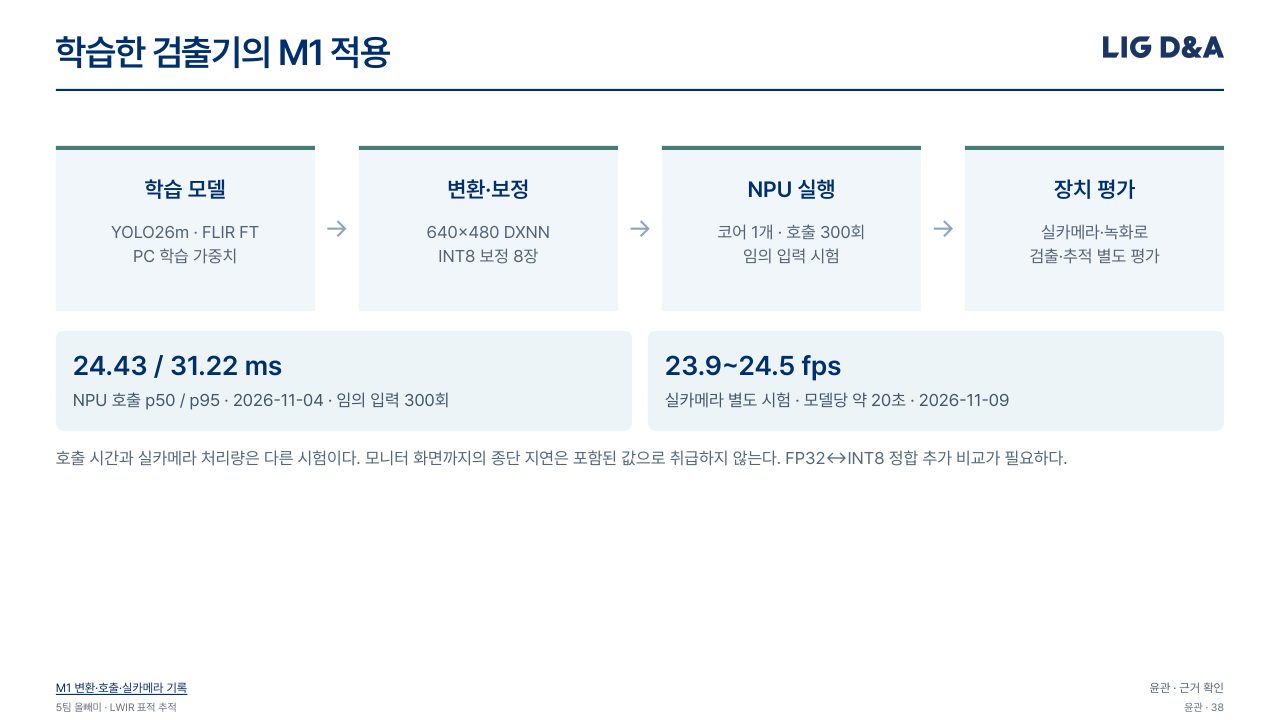 학습한 검출기의 M1 적용
LIG D&A
학습 모델
YOLO26m · FLIR FT
PC 학습 가중치
→
변환·보정
640×480 DXNN
INT8 보정 8장
→
NPU 실행
코어 1개 · 호출 300회
임의 입력 시험
→
장치 평가
실카메라·녹화로
검출·추적 별도 평가
24.43 / 31.22 ms
NPU 호출 p50 / p95 · 2026-11-04 · 임의 입력 300회
23.9~24.5 fps
실카메라 별도 시험 · 모델당 약 20초 · 2026-11-09
호출 시간과 실카메라 처리량은 다른 시험이다. 모니터 화면까지의 종단 지연은 포함된 값으로 취급하지 않는다. FP32↔INT8 정합 추가 비교가 필요하다.
M1 변환·호출·실카메라 기록
5팀 올빼미 · LWIR 표적 추적
윤관 · 근거 확인
윤관 · 38